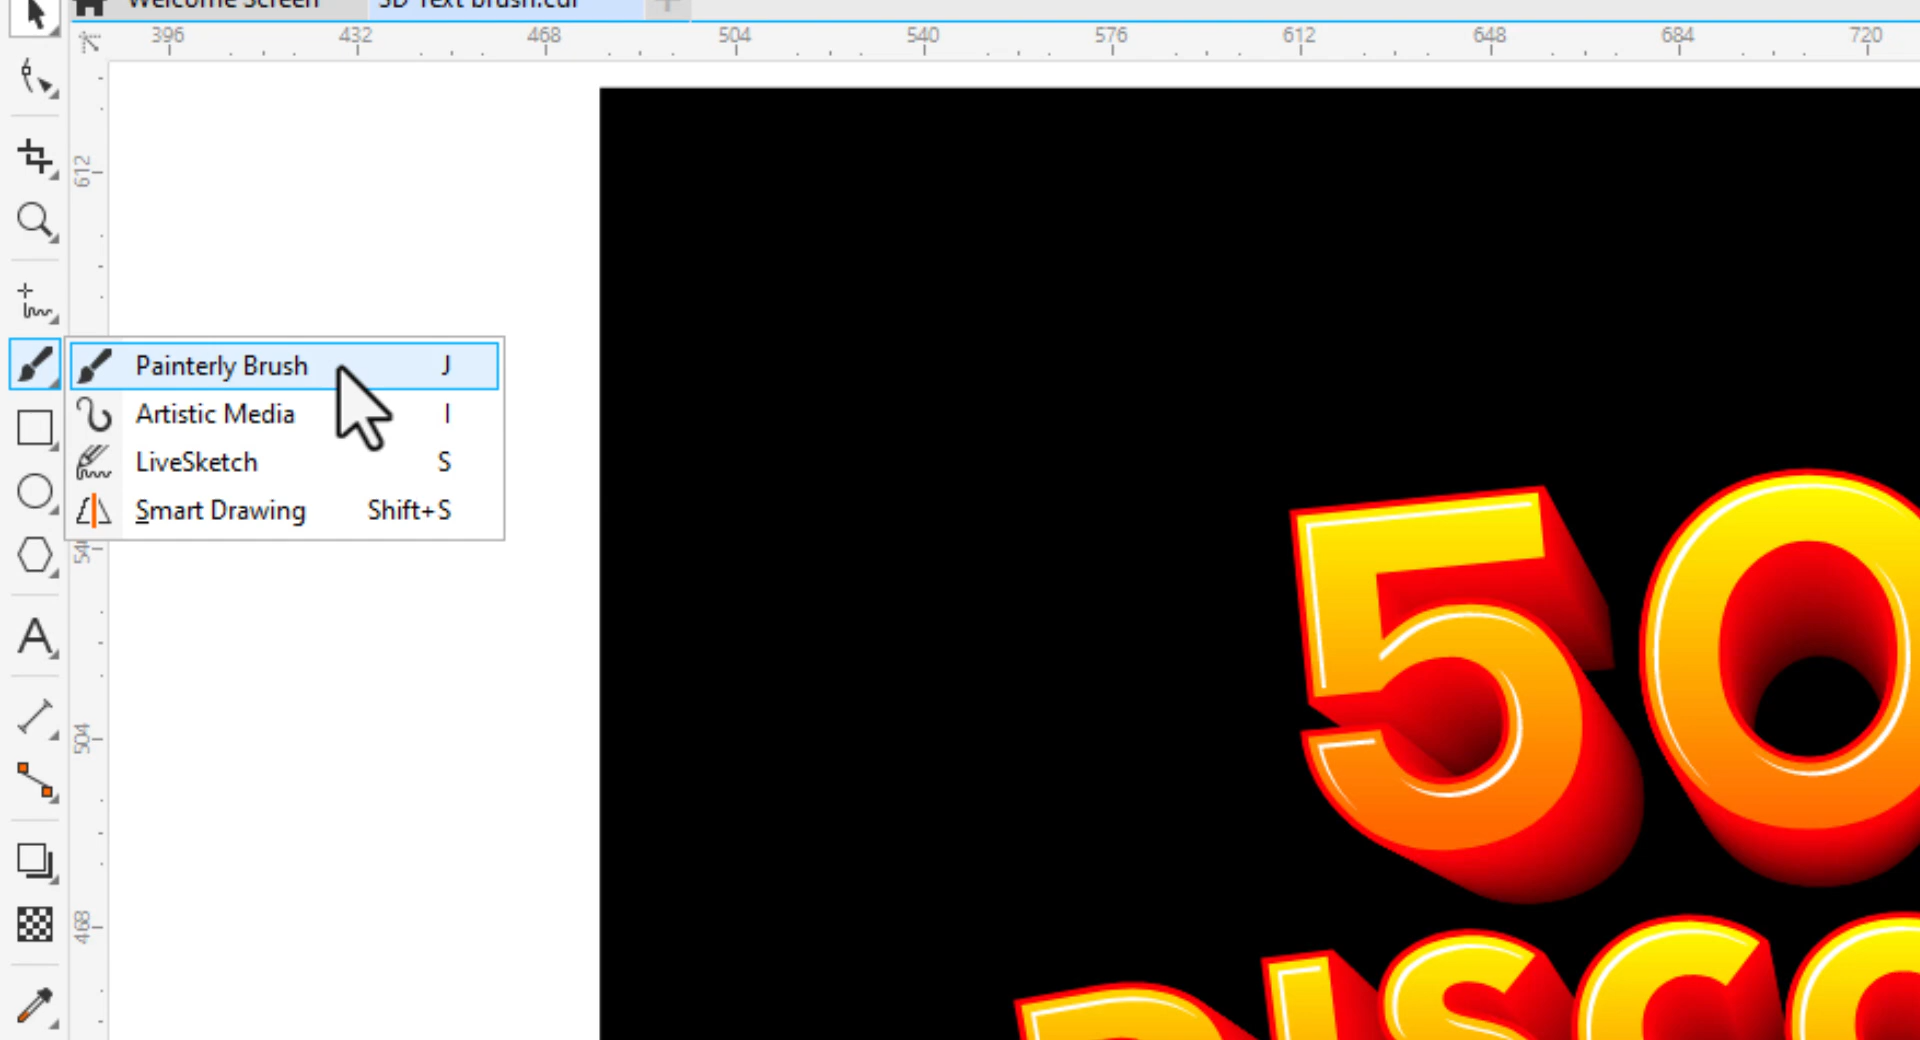 Welcome Screen
3D Text Brush.cdr
396 432 468 504 540 576 612 648 684 720
612
Painterly Brush J
Artistic Media I
LiveSketch S
Smart Drawing Shift+S
504
468
50
DISCO